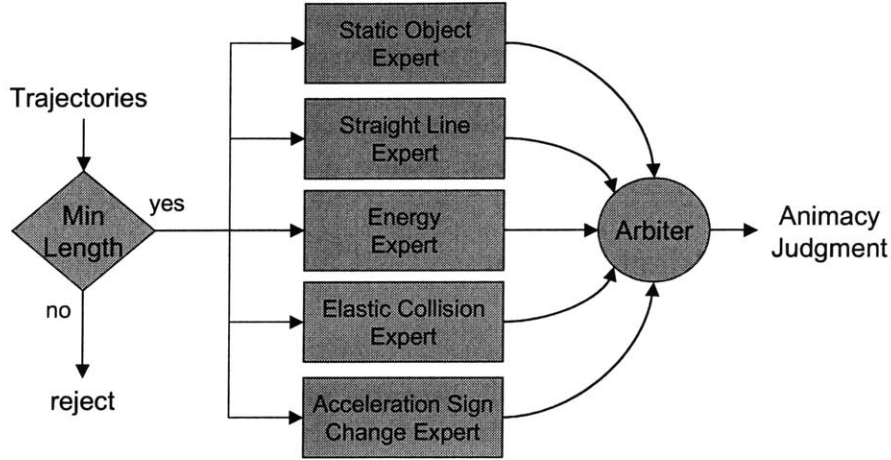 Trajectories
Min
Length
yes
no
reject
Static Object
Expert
Straight Line
Expert
Energy
Expert
Elastic Collision
Expert
Acceleration Sign
Change Expert
Arbiter
Animacy
Judgment